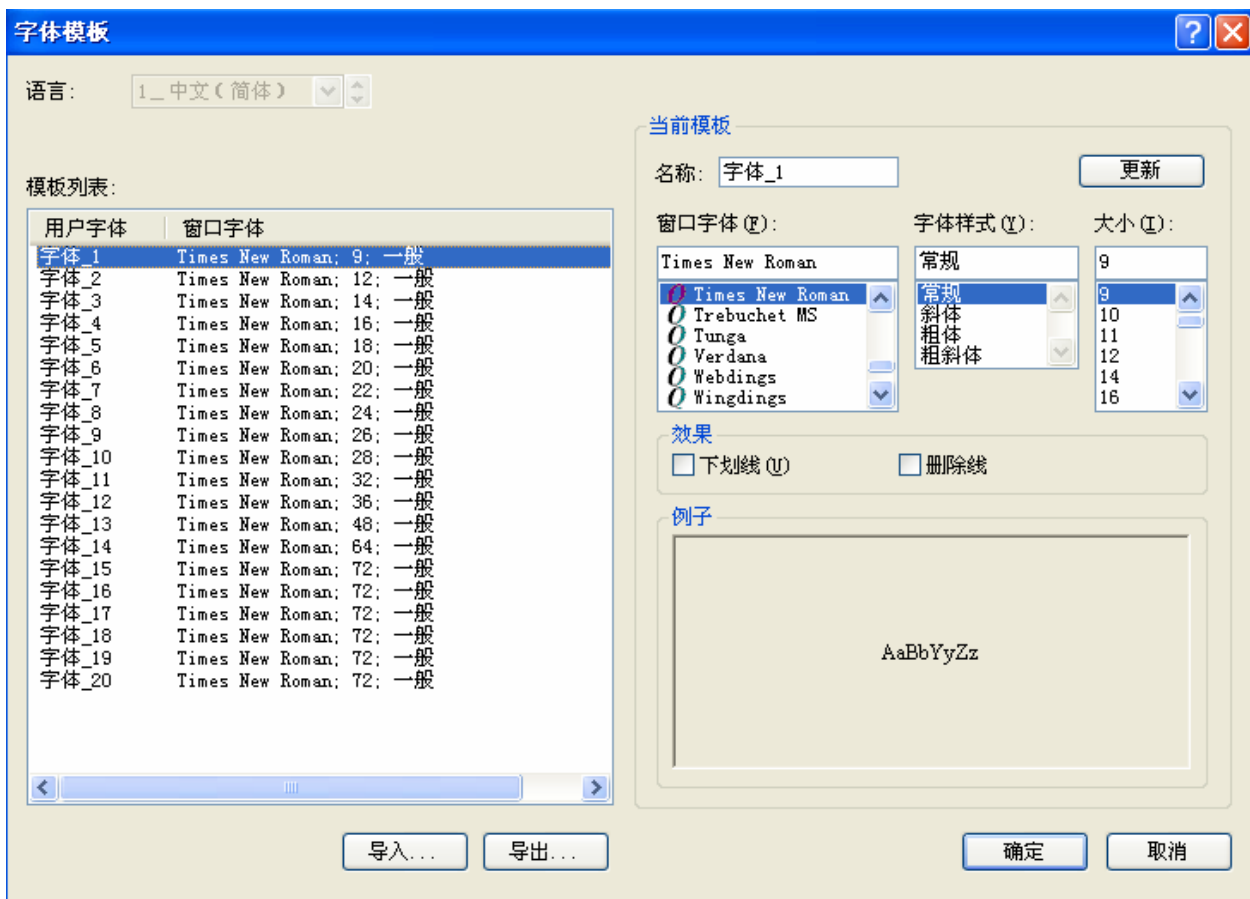 字体模板
语言: 1_中文(简体)
模板列表:
用户字体 窗口字体
字体_1 Times New Roman; 9; 一般
字体_2 Times New Roman; 12; 一般
字体_3 Times New Roman; 14; 一般
字体_4 Times New Roman; 16; 一般
字体_5 Times New Roman; 18; 一般
字体_6 Times New Roman; 20; 一般
字体_7 Times New Roman; 22; 一般
字体_8 Times New Roman; 24; 一般
字体_9 Times New Roman; 26; 一般
字体_10 Times New Roman; 28; 一般
字体_11 Times New Roman; 32; 一般
字体_12 Times New Roman; 36; 一般
字体_13 Times New Roman; 48; 一般
字体_14 Times New Roman; 64; 一般
字体_15 Times New Roman; 72; 一般
字体_16 Times New Roman; 72; 一般
字体_17 Times New Roman; 72; 一般
字体_18 Times New Roman; 72; 一般
字体_19 Times New Roman; 72; 一般
字体_20 Times New Roman; 72; 一般
导入... 导出...
当前模板
名称: 字体_1 更新
窗口字体(F): 字体样式(Y): 大小(I):
Times New Roman 常规 9
Times New Roman 常规 9
Trebuchet MS 斜体 10
Tunga 粗体 11
Verdana 粗斜体 12
Webdings 14
Wingdings 16
效果
下划线(U) 删除线
例子
AaBbYyZz
确定 取消